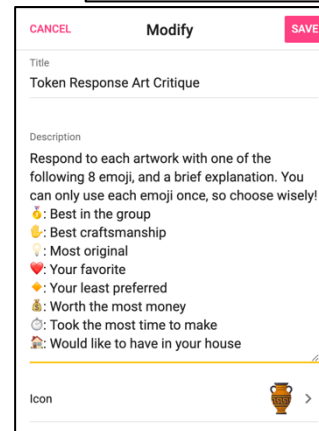 CANCEL Modify SAVE
Title
Token Response Art Critique
Description
Respond to each artwork with one of the
following 8 emoji, and a brief explanation. You
can only use each emoji once, so choose wisely!
🥇: Best in the group
✋: Best craftsmanship
💡: Most original
❤️: Your favorite
🔸: Your least preferred
💰: Worth the most money
⏱: Took the most time to make
🏠: Would like to have in your house
Icon